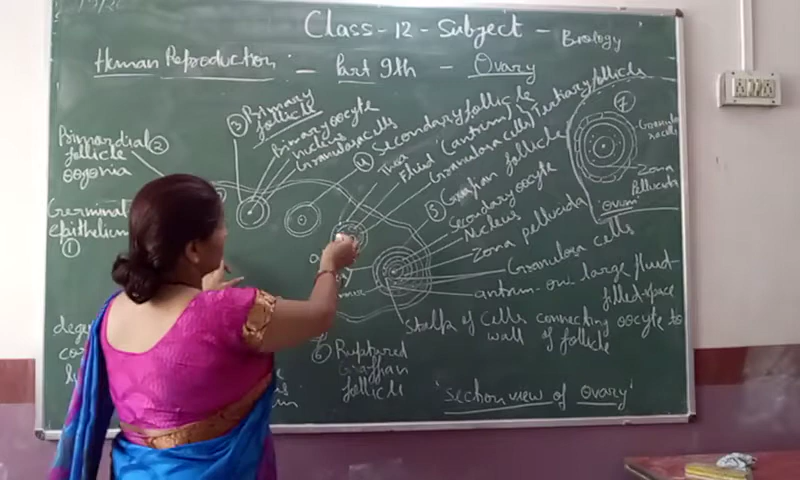 Class-12-Subject - Biology
Human Reproduction - Part 9th - Ovary
Primordial ②
follicle
oogonia
Germinal
epithelium
①
③ Primary
follicle
Primary oocyte
nucleus
Granulosa cells
④ Secondary follicle
Theca
Fluid (antrum)
Granulosa cells
Tertiary follicls
⑤ Graafian follicle
Secondary oocyte
Nucleus
Zona pellucida
Granulosa cells
antrum or large fluid-
filled-space
Stalk of cells connecting oocyte to
wall of follicle
⑥ Ruptured
Graffian
follicle
⑦
Zona
Pellucida
"ovum"
'section view of Ovary'